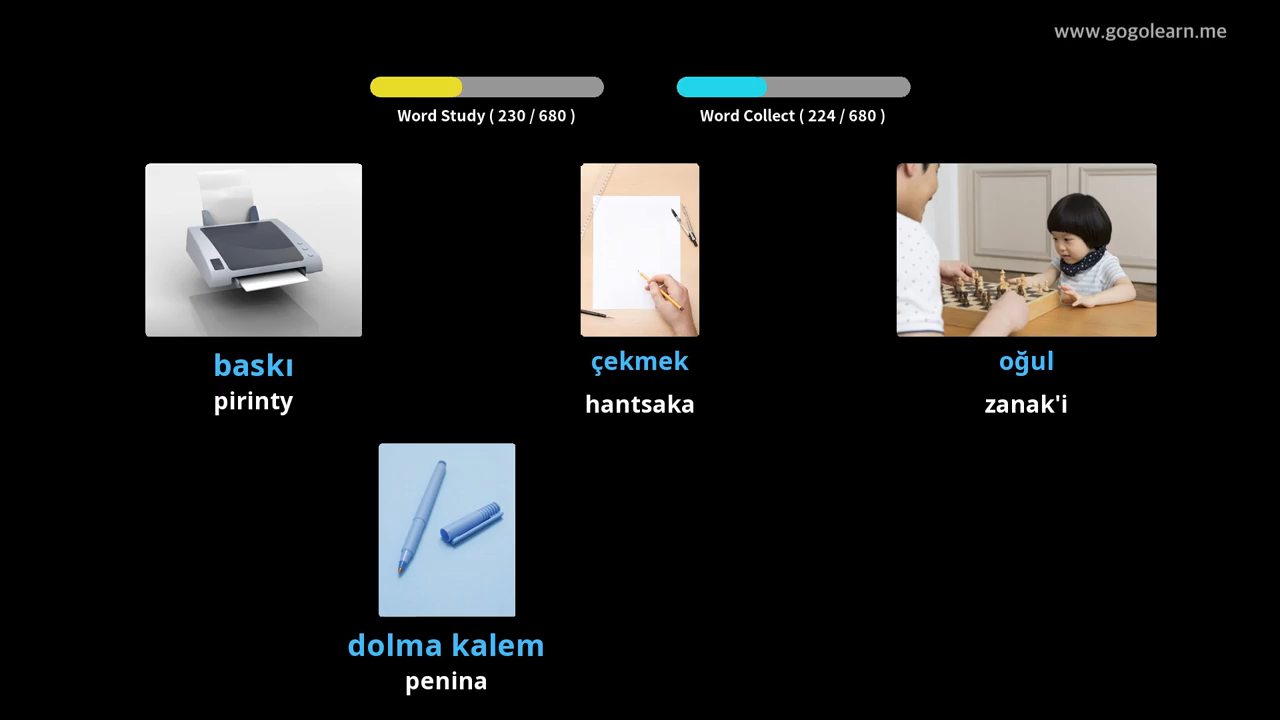 www.gogolearn.me
Word Study ( 230 / 680 )
Word Collect ( 224 / 680 )
baskı
pirinty
çekmek
hantsaka
oğul
zanak'i
dolma kalem
penina